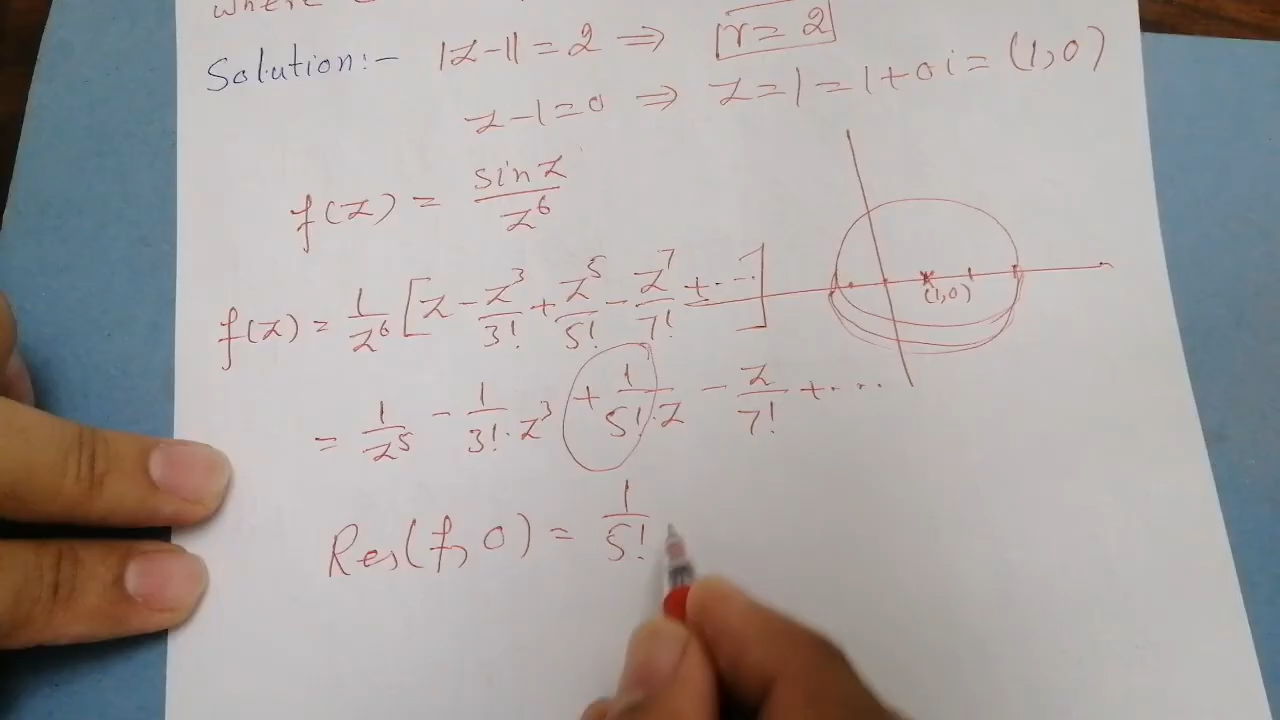 where
Solution:- |z-1| = 2 ⇒ r = 2
z-1=0 ⇒ z = 1 = 1+0i = (1,0)
f(z) = sin z / z^6
f(z) = 1/z^6 [z - z^3/3! + z^5/5! - z^7/7! ± ...]
(1,0)
= 1/z^5 - 1/3!·z^3 + 1/5!·z - z/7! + ...
Res(f, 0) = 1/5!